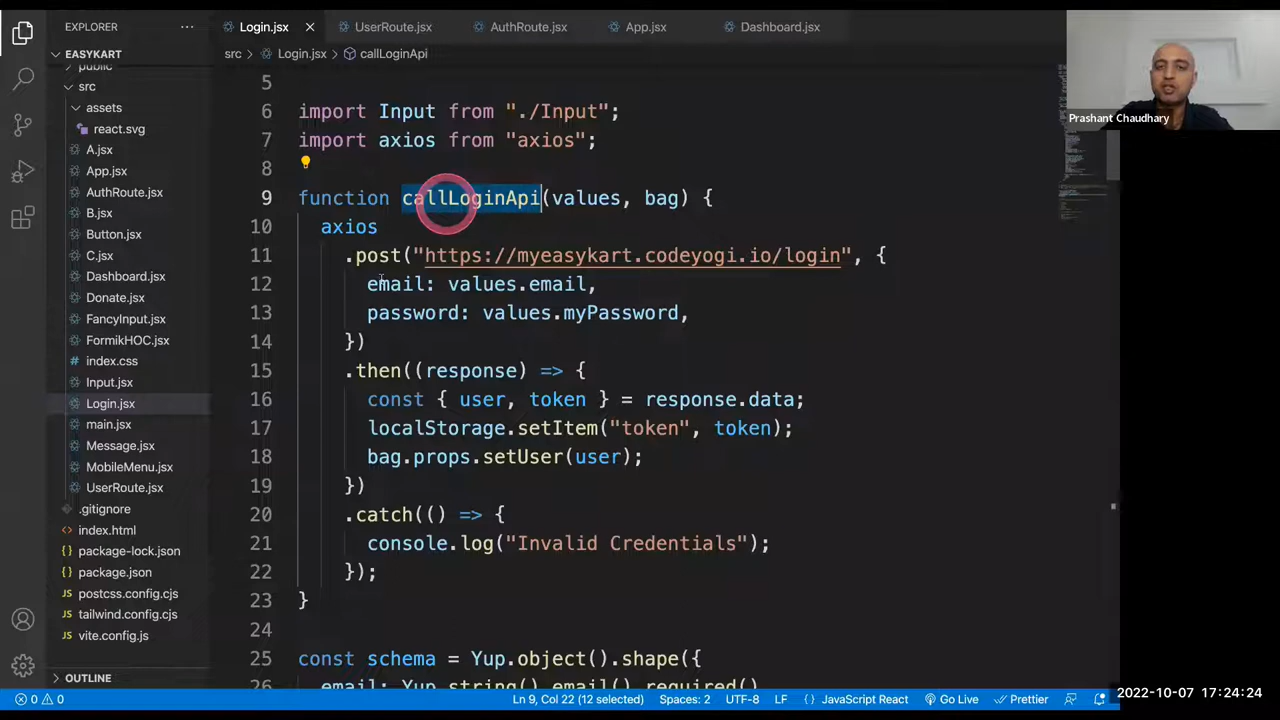 EXPLORER
Login.jsx
UserRoute.jsx
AuthRoute.jsx
App.jsx
Dashboard.jsx
EASYKART
src > Login.jsx > callLoginApi
public
src
assets
react.svg
A.jsx
App.jsx
AuthRoute.jsx
B.jsx
Button.jsx
C.jsx
Dashboard.jsx
Donate.jsx
FancyInput.jsx
FormikHOC.jsx
index.css
Input.jsx
Login.jsx
main.jsx
Message.jsx
MobileMenu.jsx
UserRoute.jsx
.gitignore
index.html
package-lock.json
package.json
postcss.config.cjs
tailwind.config.cjs
vite.config.js
OUTLINE
5
6 import Input from "./Input";
7 import axios from "axios";
8
9 function callLoginApi(values, bag) {
10 axios
11 .post("https://myeasykart.codeyogi.io/login", {
12 email: values.email,
13 password: values.myPassword,
14 })
15 .then((response) => {
16 const { user, token } = response.data;
17 localStorage.setItem("token", token);
18 bag.props.setUser(user);
19 })
20 .catch(() => {
21 console.log("Invalid Credentials");
22 });
23 }
24
25 const schema = Yup.object().shape({
26 email: Yup.string().email().required()
Prashant Chaudhary
0 0
Ln 9, Col 22 (12 selected)
Spaces: 2
UTF-8
LF
{ } JavaScript React
Go Live
Prettier
2022-10-07 17:24:24